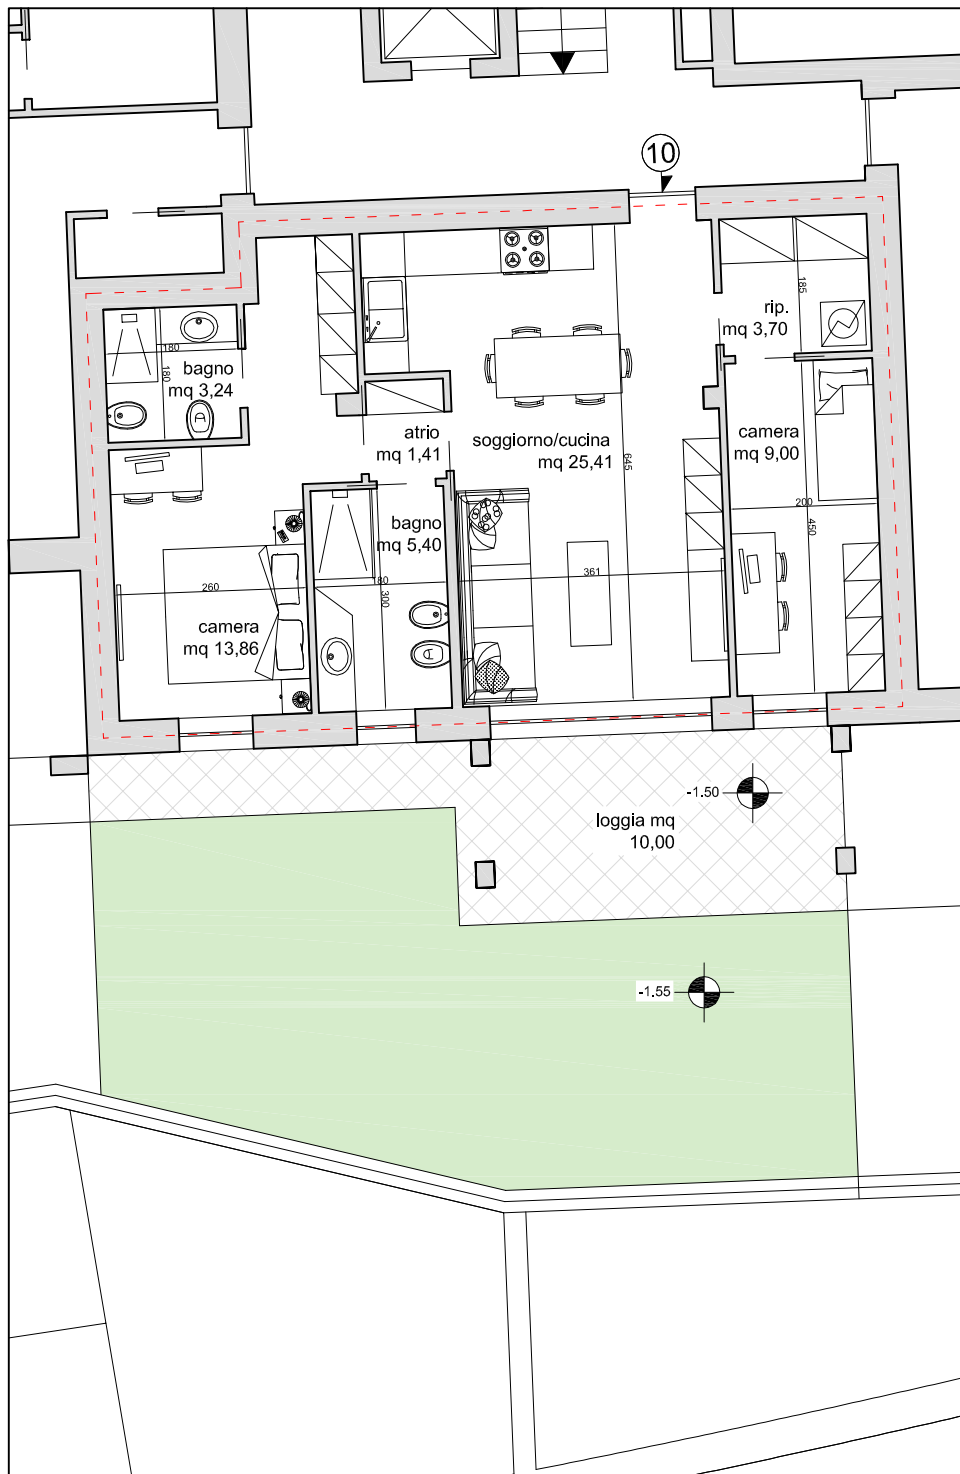 10
185
rip.
mq 3,70
180
180
bagno
mq 3,24
atrio
mq 1,41
soggiorno/cucina
mq 25,41
645
camera
mq 9,00
200
450
bagno
mq 5,40
180
300
361
260
camera
mq 13,86
-1.50
loggia mq
10,00
-1.55